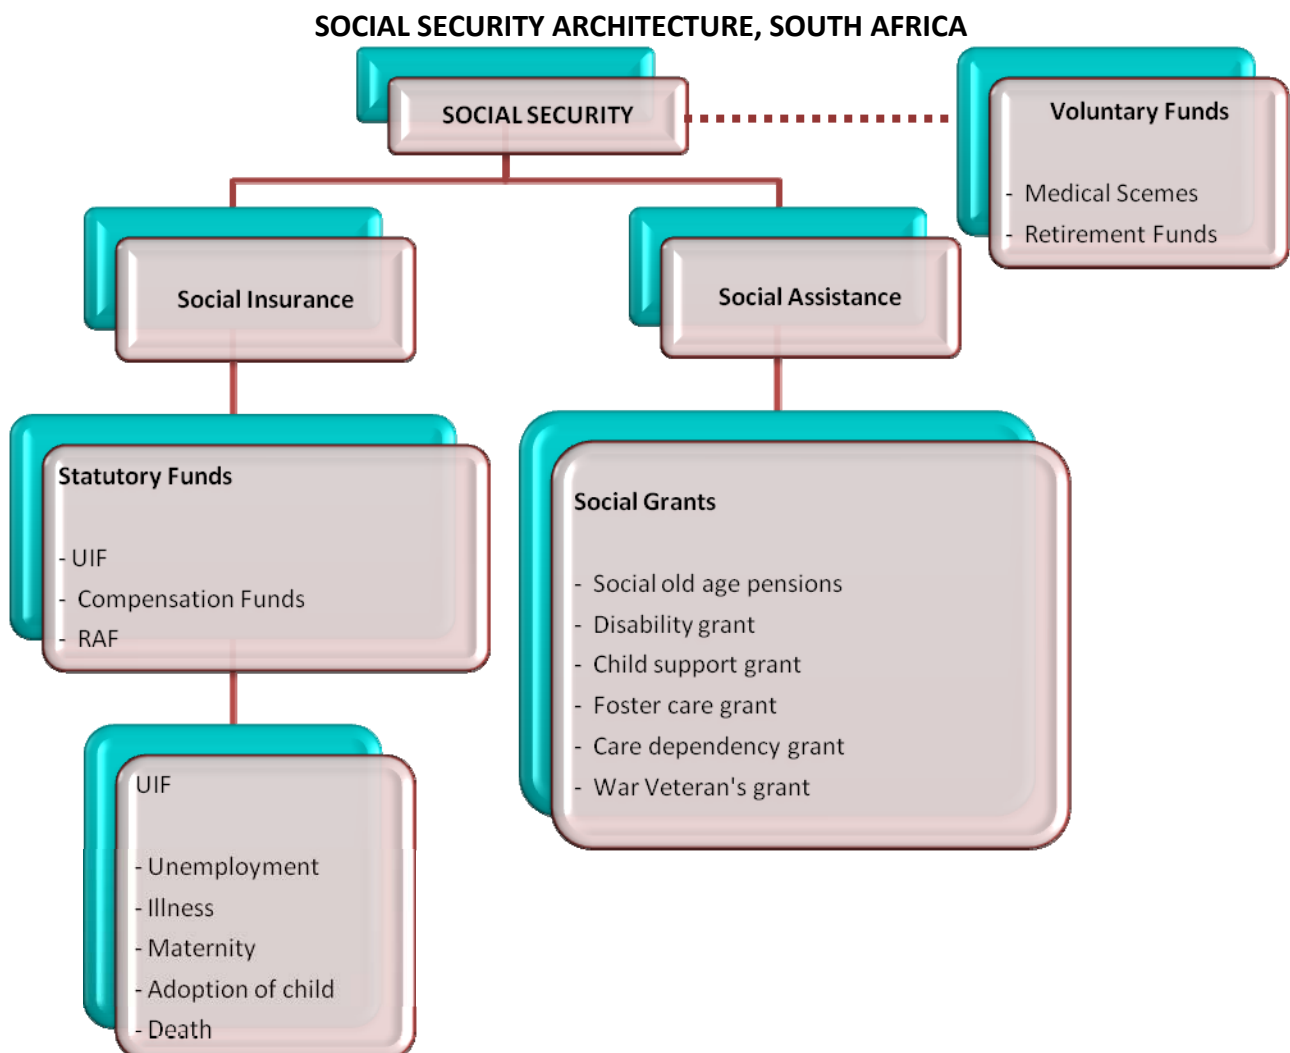 SOCIAL SECURITY ARCHITECTURE, SOUTH AFRICA
SOCIAL SECURITY
Voluntary Funds
- Medical Scemes
- Retirement Funds
Social Insurance
Social Assistance
Statutory Funds
- UIF
- Compensation Funds
- RAF
Social Grants
- Social old age pensions
- Disability grant
- Child support grant
- Foster care grant
- Care dependency grant
- War Veteran's grant
UIF
- Unemployment
- Illness
- Maternity
- Adoption of child
- Death